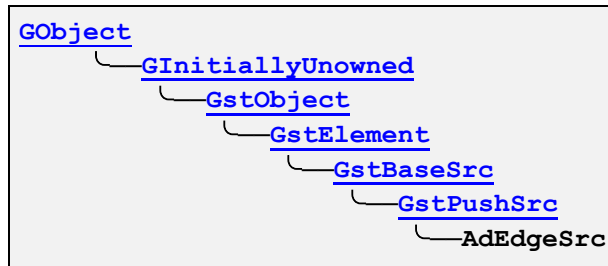 GObject
GInitiallyUnowned
GstObject
GstElement
GstBaseSrc
GstPushSrc
AdEdgeSrc